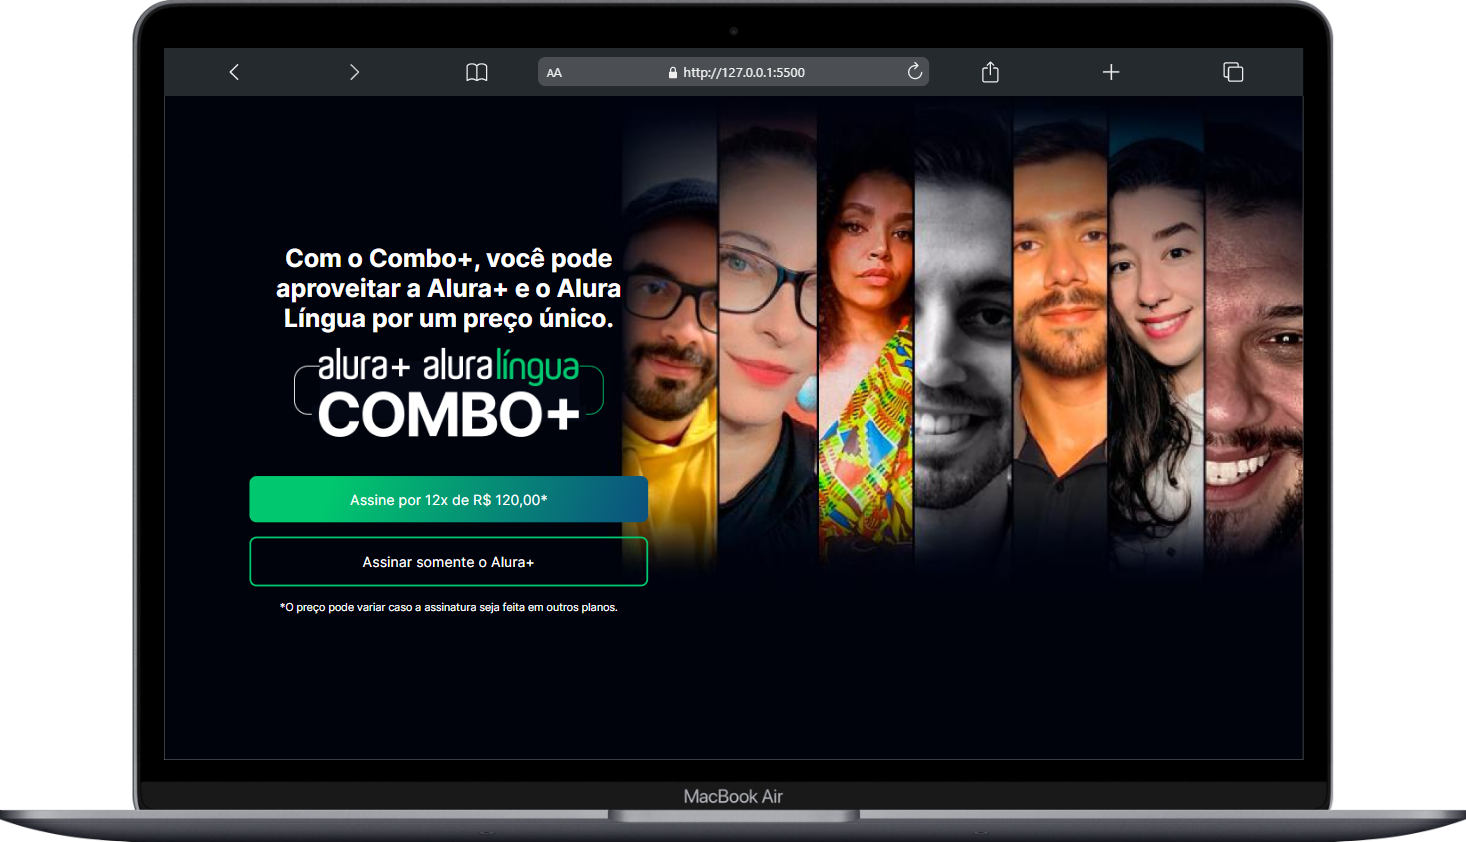 AA http://127.0.0.1:5500
Com o Combo+, você pode
aproveitar a Alura+ e o Alura
Língua por um preço único.
alura+ aluralíngua
COMBO+
Assine por 12x de R$ 120,00*
Assinar somente o Alura+
*O preço pode variar caso a assinatura seja feita em outros planos.
MacBook Air